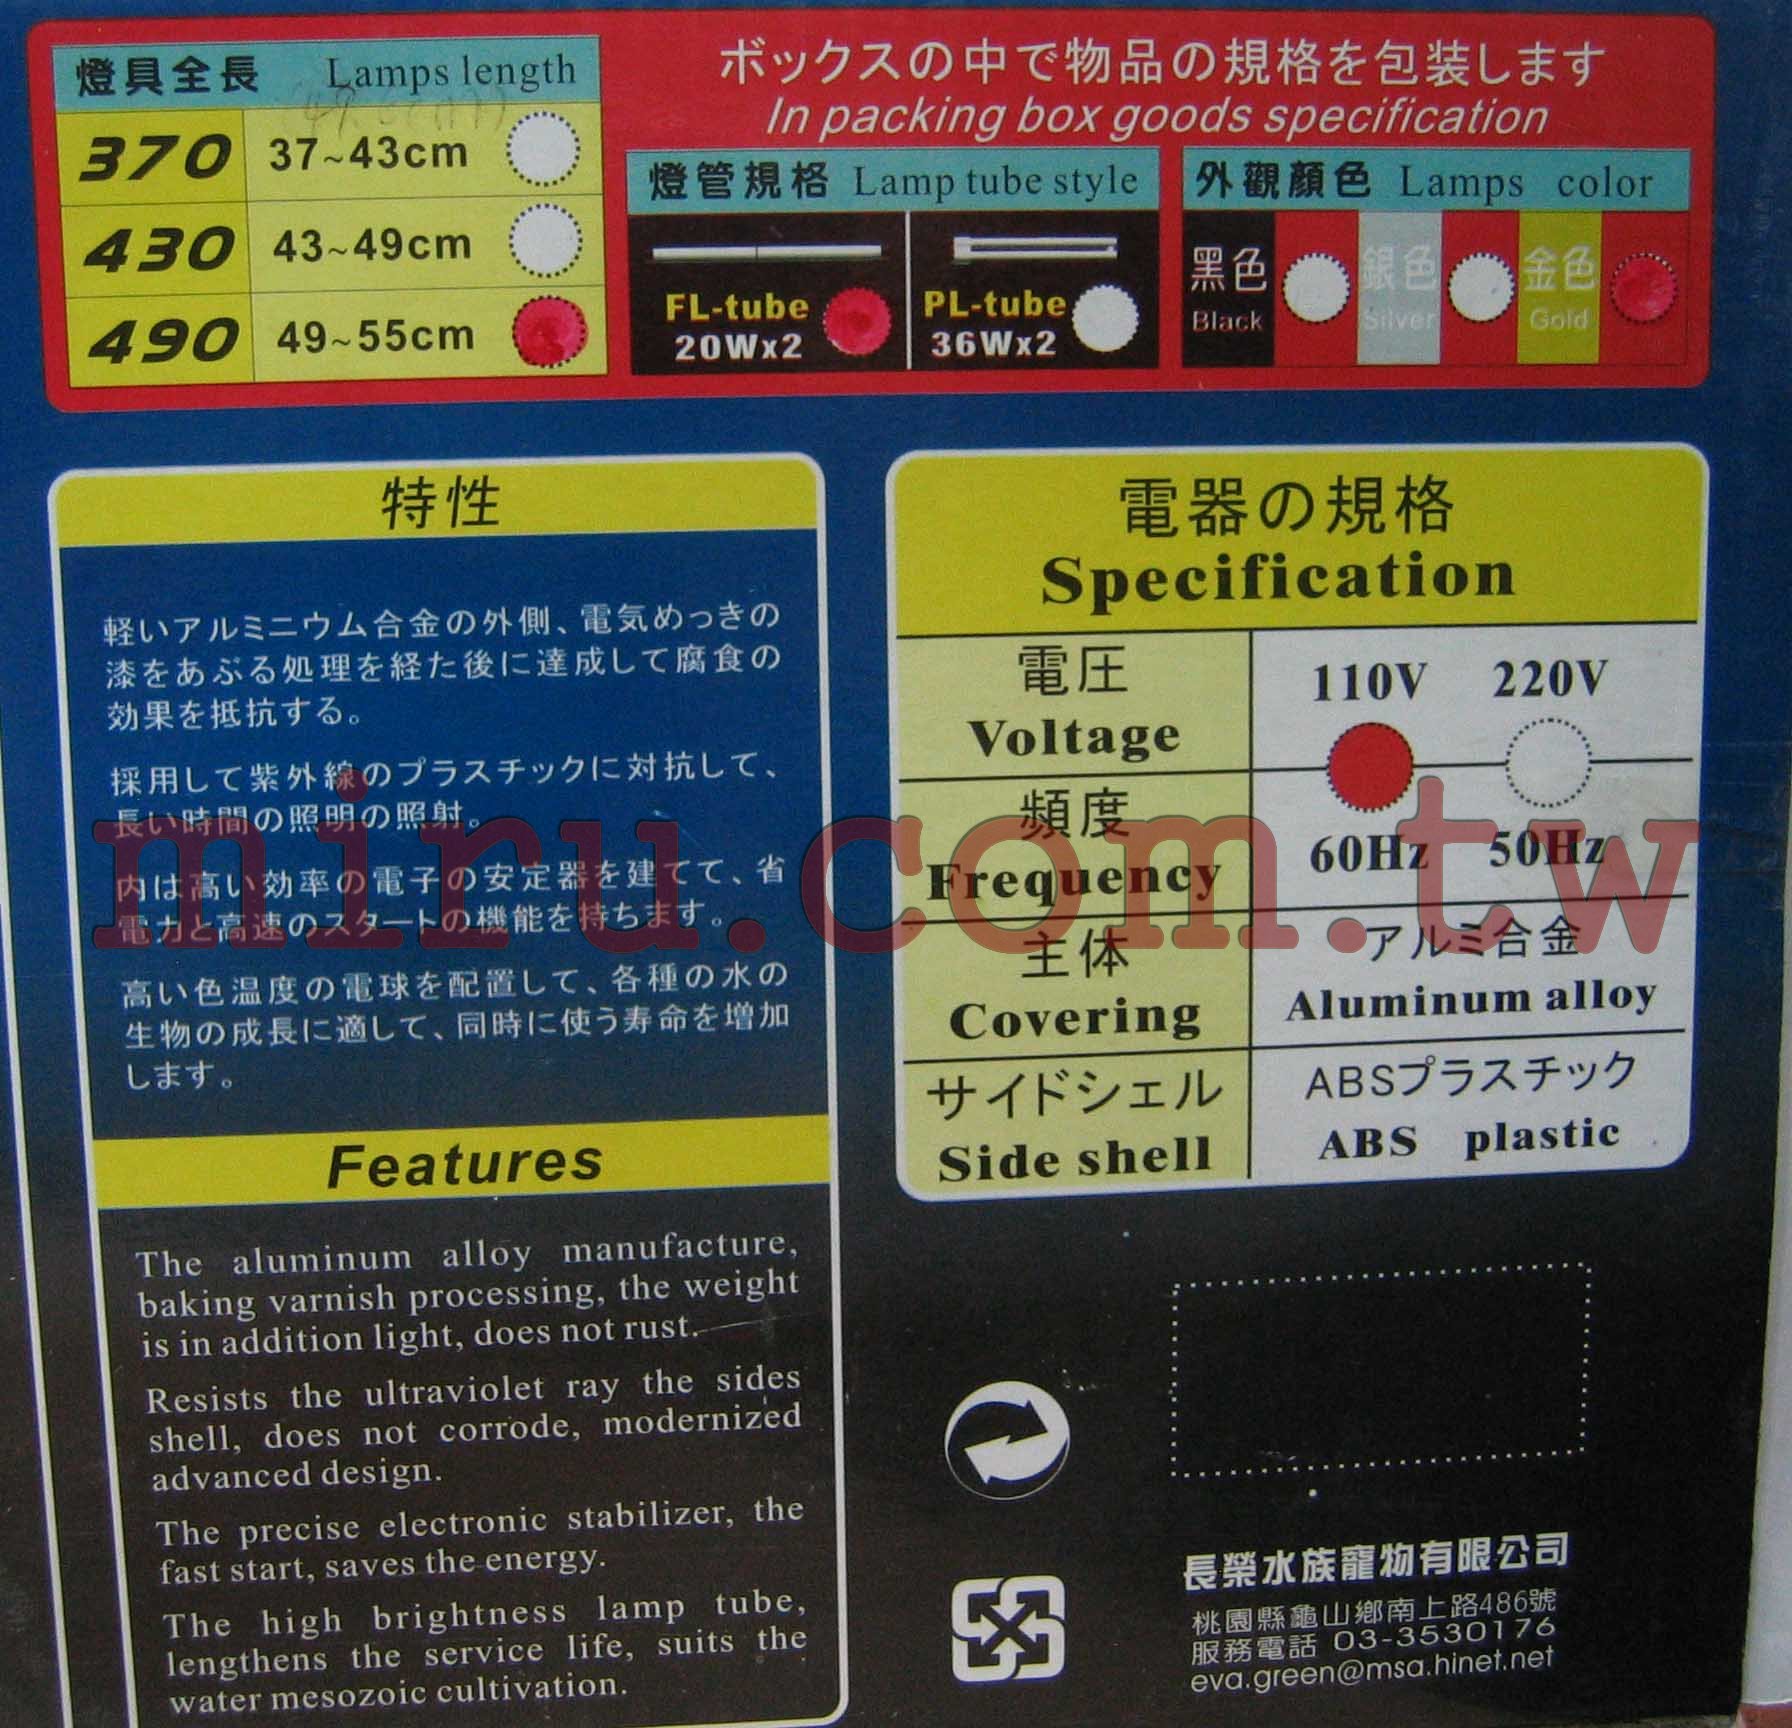 燈具全長 Lamps length
370 37~43cm
430 43~49cm
490 49~55cm
ボックスの中で物品の規格を包装します
In packing box goods specification
燈管規格 Lamp tube style
FL-tube
20Wx2
PL-tube
36Wx2
外觀顏色 Lamps color
黑色
Black
銀色
Silver
金色
Gold
特性
軽いアルミニウム合金の外側、電気めっきの
漆をあぶる処理を経た後に達成して腐食の
効果を抵抗する。
採用して紫外線のプラスチックに対抗して、
長い時間の照明の照射。
内は高い効率の電子の安定器を建てて、省
電力と高速のスタートの機能を持ちます。
高い色温度の電球を配置して、各種の水の
生物の成長に適して、同時に使う寿命を増加
します。
Features
The aluminum alloy manufacture,
baking varnish processing, the weight
is in addition light, does not rust.
Resists the ultraviolet ray the sides
shell, does not corrode, modernized
advanced design.
The precise electronic stabilizer, the
fast start, saves the energy.
The high brightness lamp tube,
lengthens the service life, suits the
water mesozoic cultivation.
電器の規格
Specification
電圧
Voltage
110V 220V
頻度
Frequency
60Hz 50Hz
主体
Covering
アルミ合金
Aluminum alloy
サイドシェル
Side shell
ABSプラスチック
ABS plastic
miru.com.tw
長榮水族寵物有限公司
桃園縣龜山鄉南上路486號
服務電話 03-3530176
eva.green@msa.hinet.net